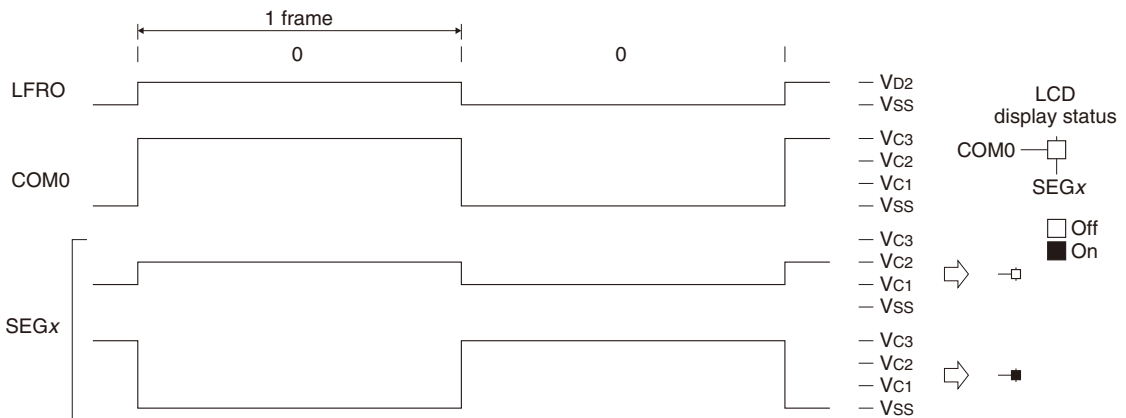 1 frame
0 0
LFRO
VD2
VSS
LCD
display status
COM0
SEGx
Off
On
COM0
VC3
VC2
VC1
VSS
SEGx
VC3
VC2
VC1
VSS
VC3
VC2
VC1
VSS